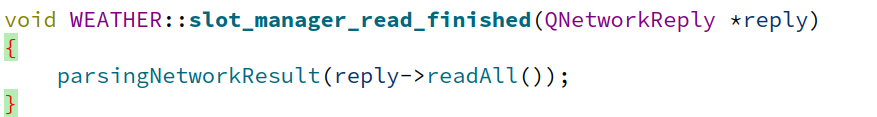 void WEATHER::slot_manager_read_finished(QNetworkReply *reply)
{
    parsingNetworkResult(reply->readAll());
}